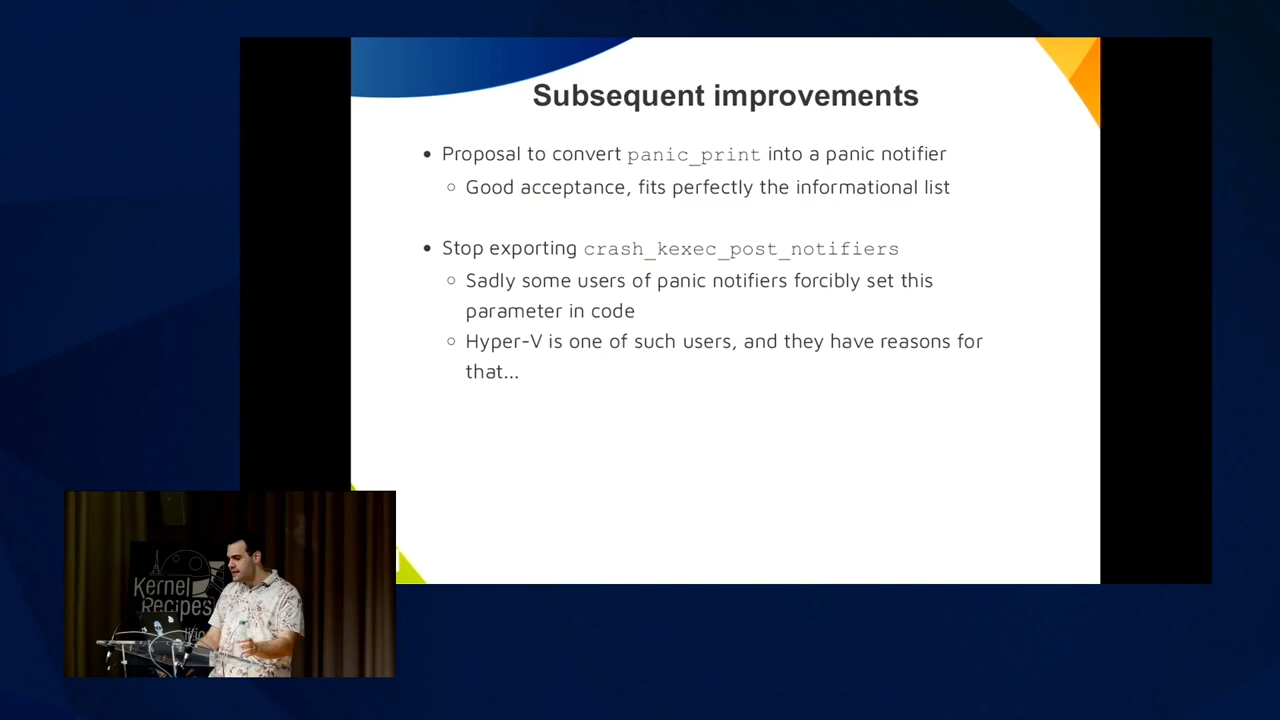 Subsequent improvements
• Proposal to convert panic_print into a panic notifier
○ Good acceptance, fits perfectly the informational list
• Stop exporting crash_kexec_post_notifiers
○ Sadly some users of panic notifiers forcibly set this
parameter in code
○ Hyper-V is one of such users, and they have reasons for
that...
Kernel
Recipes